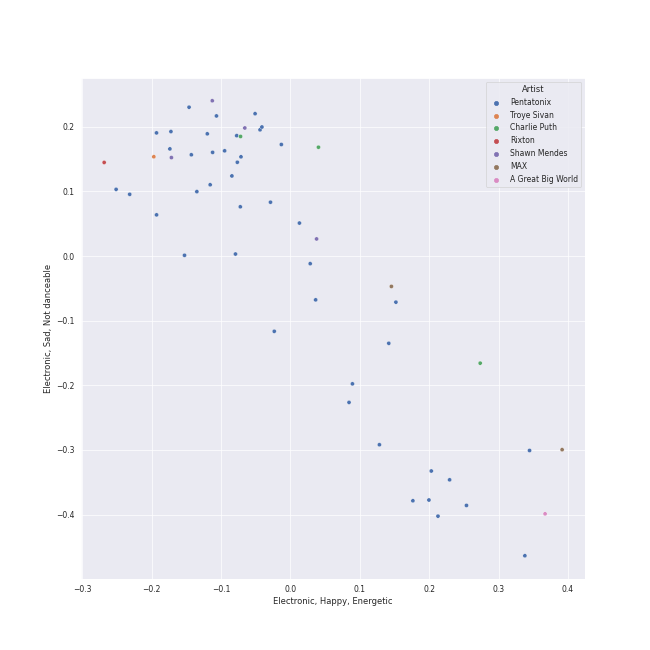 Artist
Pentatonix
Troye Sivan
Charlie Puth
Rixton
Shawn Mendes
MAX
A Great Big World
0.2
0.1
0.0
−0.1
−0.2
−0.3
−0.4
Electronic, Sad, Not danceable
−0.3
−0.2
−0.1
0.0
0.1
0.2
0.3
0.4
Electronic, Happy, Energetic